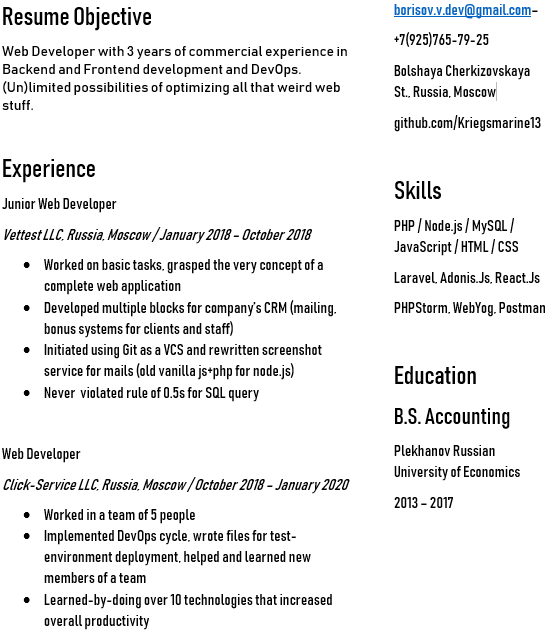 Resume Objective
Web Developer with 3 years of commercial experience in
Backend and Frontend development and DevOps.
(Un)limited possibilities of optimizing all that weird web
stuff.
Experience
Junior Web Developer
Vettest LLC, Russia, Moscow / January 2018 – October 2018
• Worked on basic tasks, grasped the very concept of a
complete web application
• Developed multiple blocks for company's CRM (mailing,
bonus systems for clients and staff)
• Initiated using Git as a VCS and rewritten screenshot
service for mails (old vanilla js+php for node.js)
• Never violated rule of 0.5s for SQL query
Web Developer
Click-Service LLC, Russia, Moscow / October 2018 – January 2020
• Worked in a team of 5 people
• Implemented DevOps cycle, wrote files for test-
environment deployment, helped and learned new
members of a team
• Learned-by-doing over 10 technologies that increased
overall productivity
borisov.v.dev@gmail.com–
+7(925)765-79-25
Bolshaya Cherkizovskaya
St., Russia, Moscow
github.com/Kriegsmarine13
Skills
PHP / Node.js / MySQL /
JavaScript / HTML / CSS
Laravel, Adonis.Js, React.Js
PHPStorm, WebYog, Postman
Education
B.S. Accounting
Plekhanov Russian
University of Economics
2013 – 2017